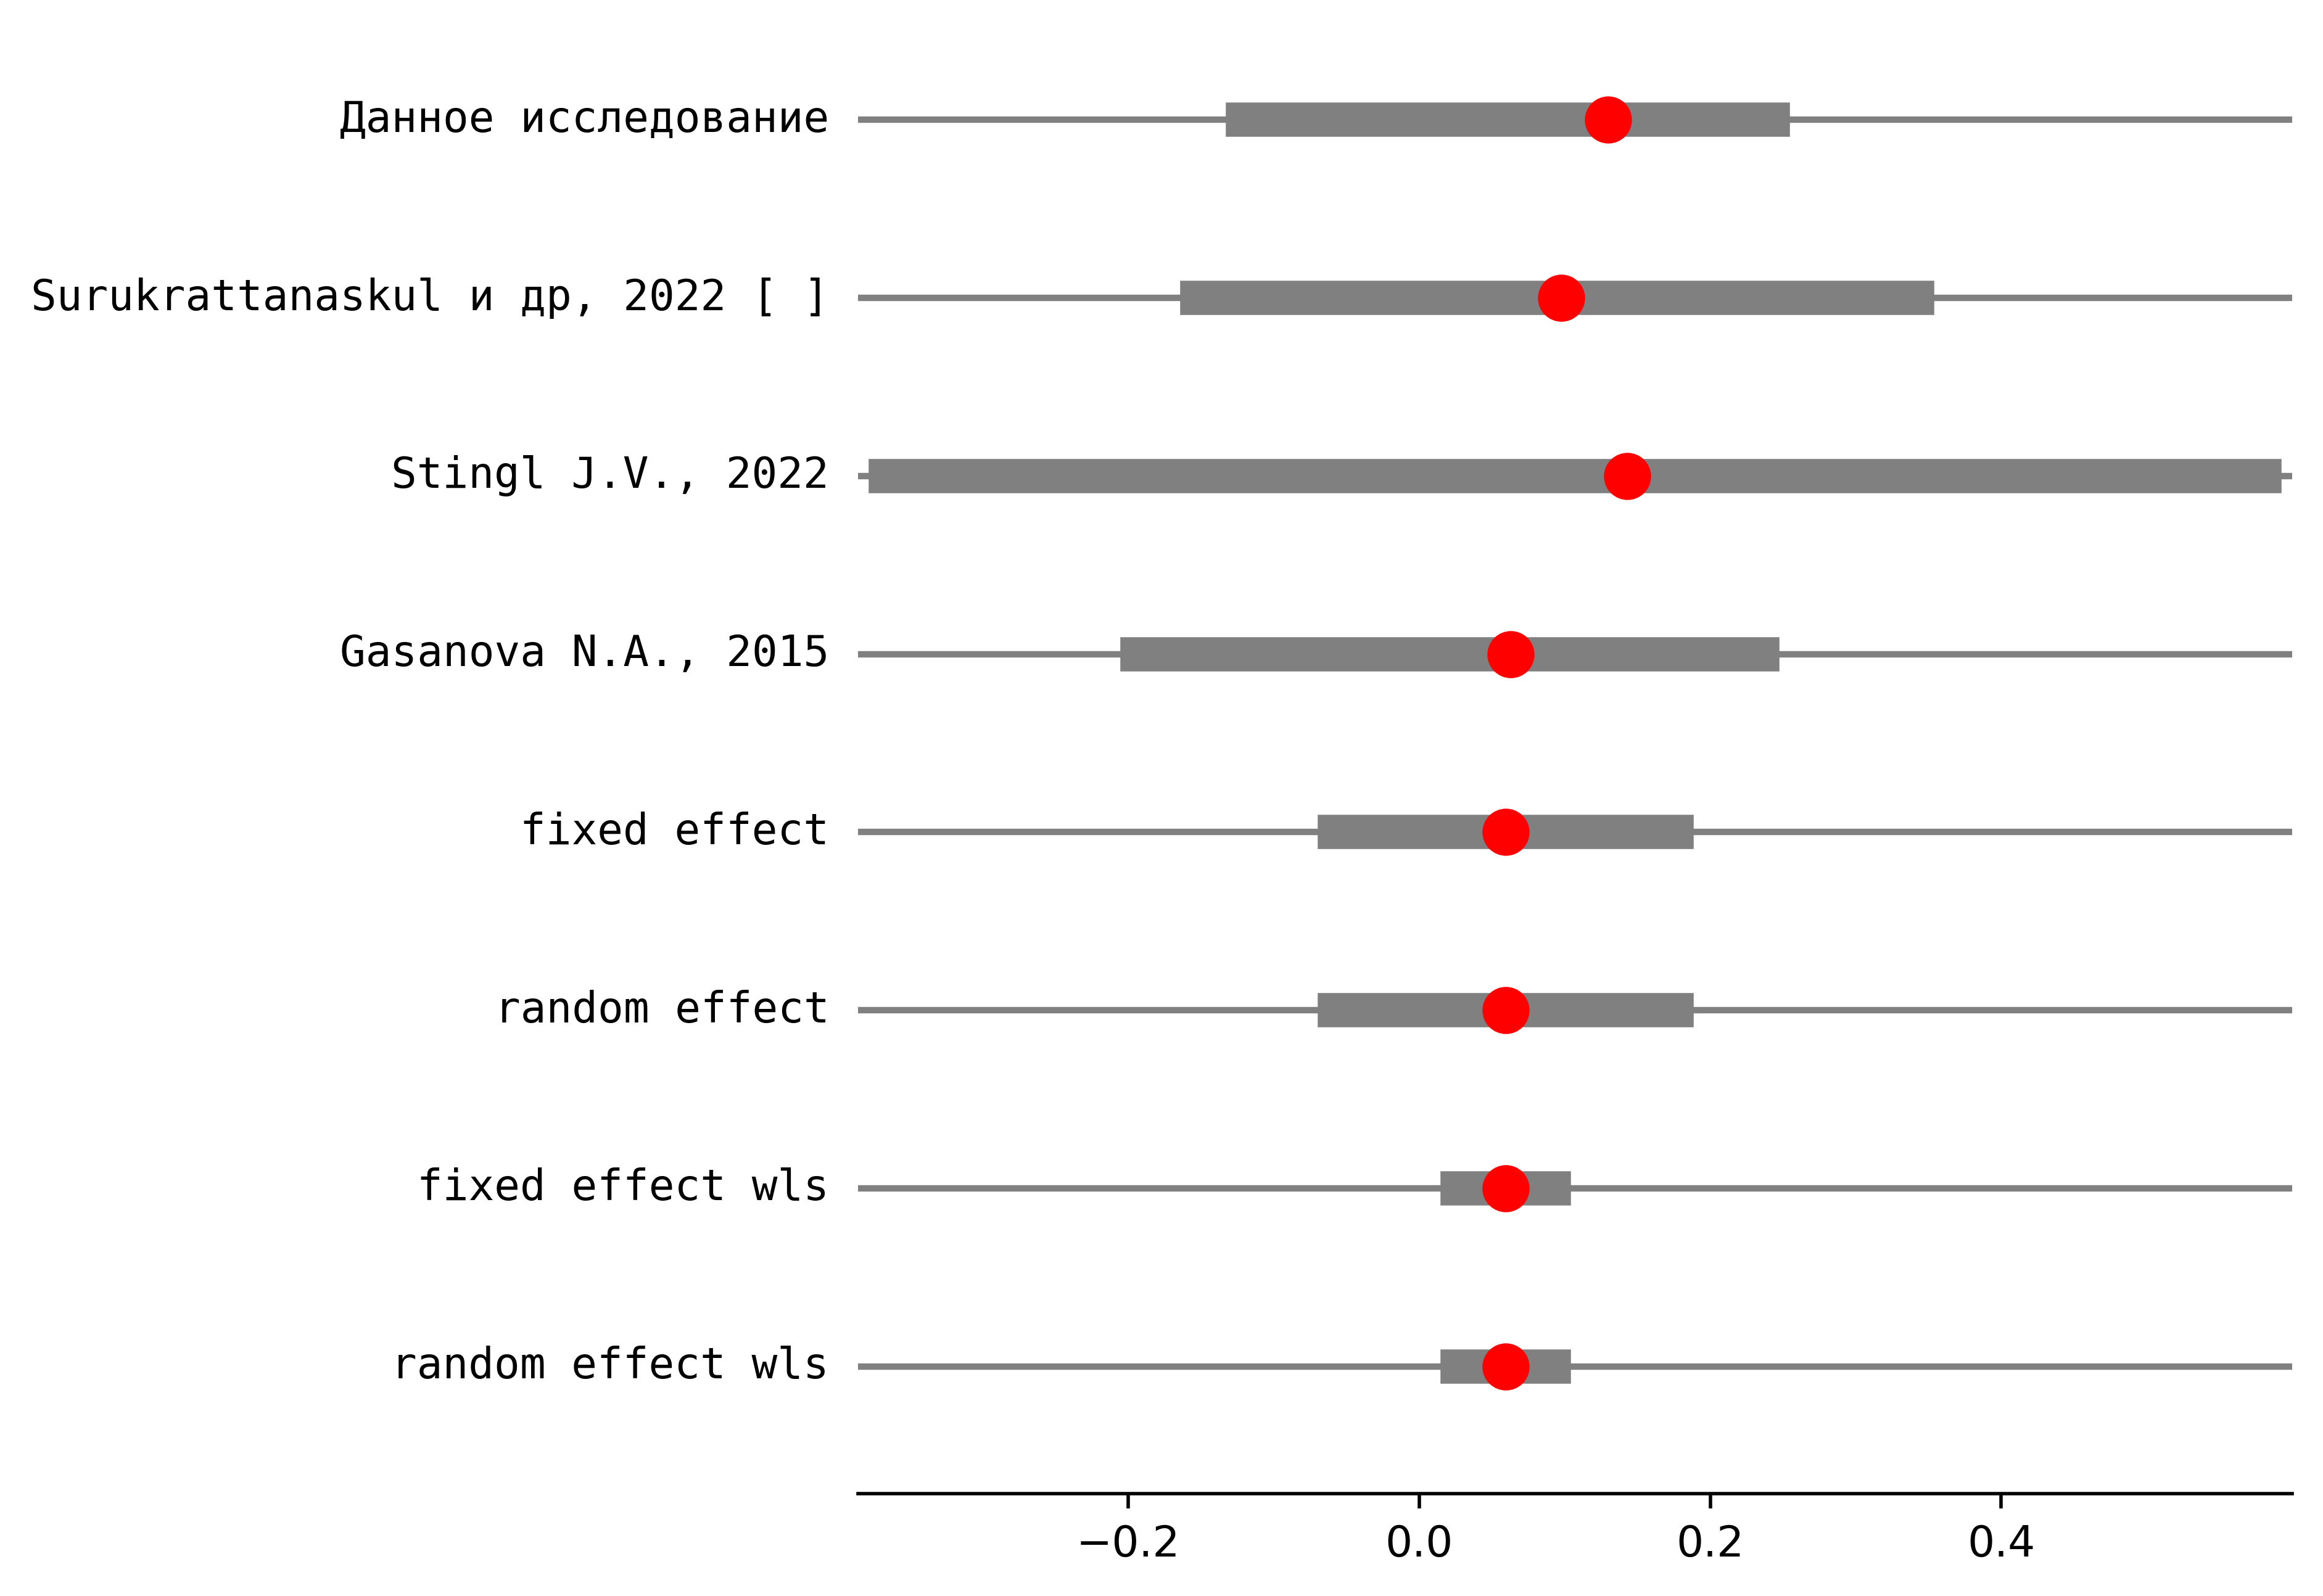 Данное исследование
Surukrattanaskul и др, 2022 [ ]
Stingl J.V., 2022
Gasanova N.A., 2015
fixed effect
random effect
fixed effect wls
random effect wls
−0.2 0.0 0.2 0.4